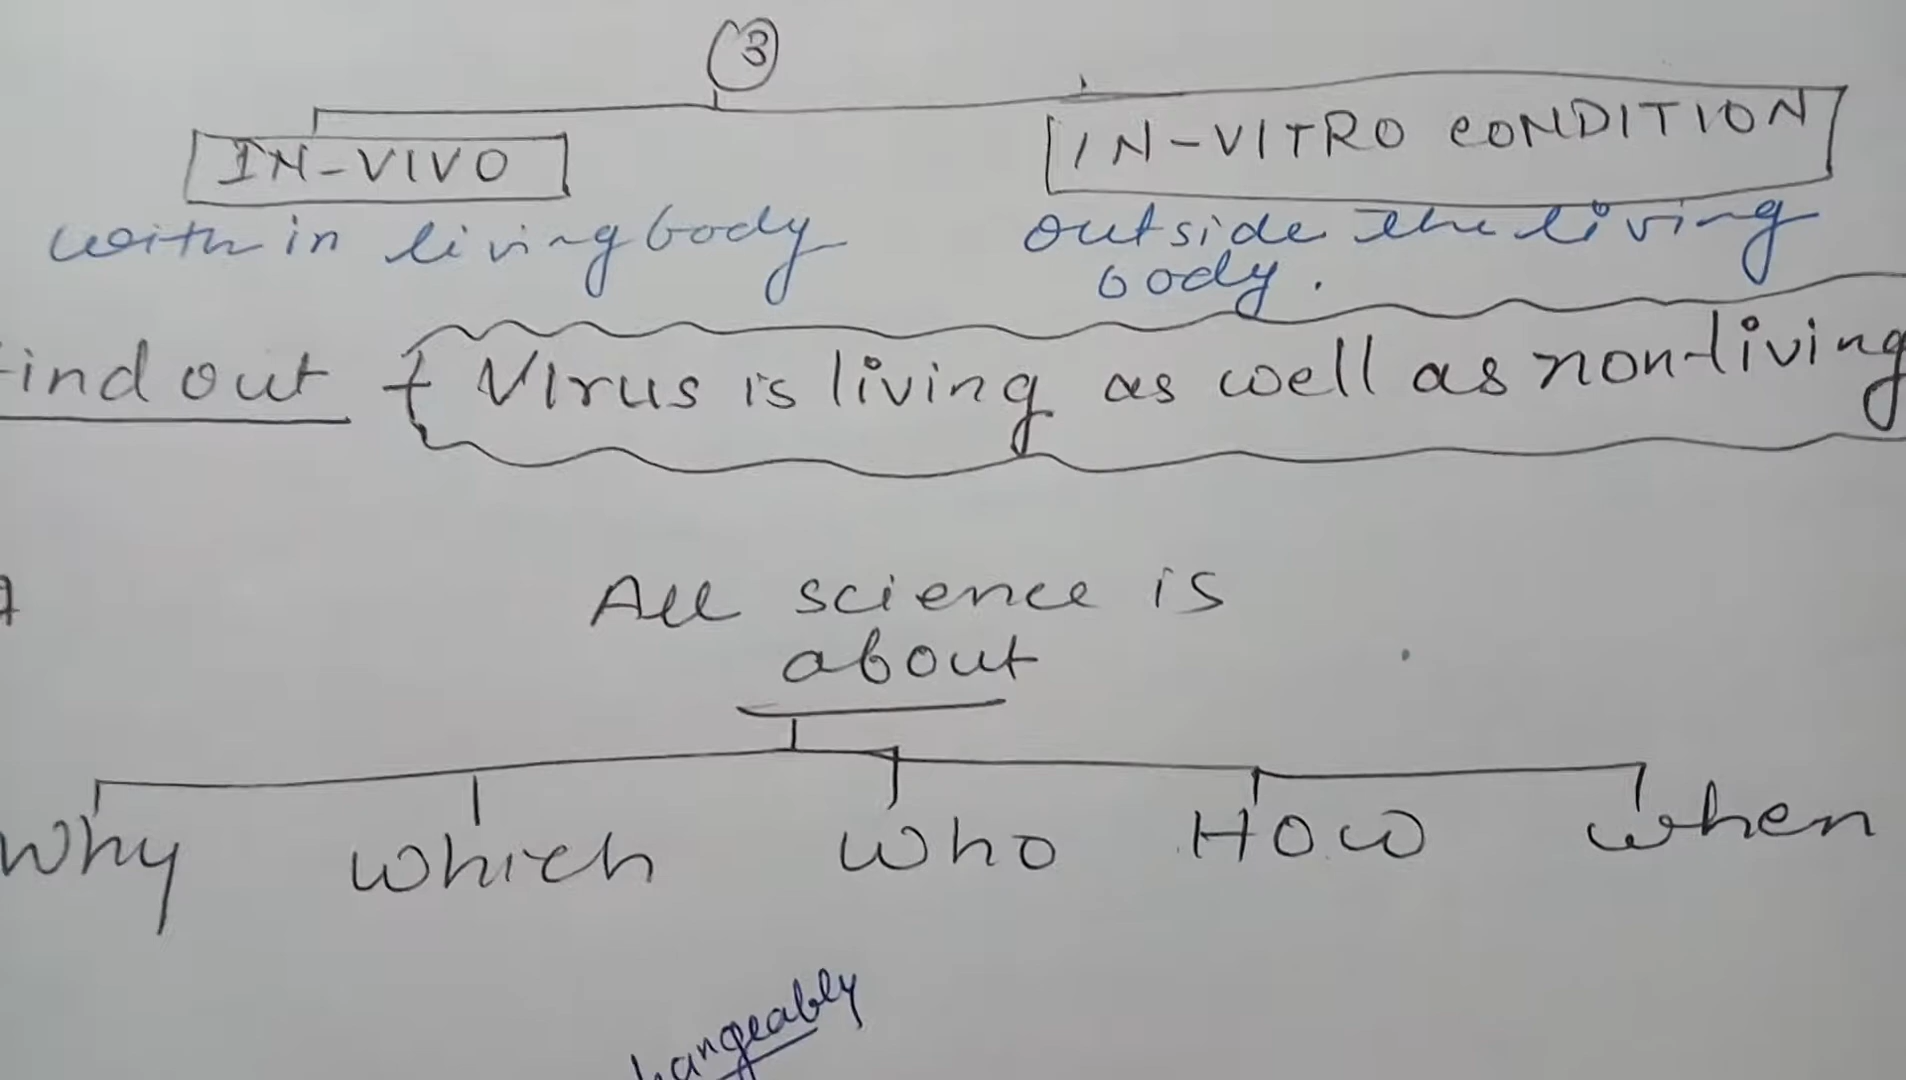 3
IN-VIVO
IN-VITRO CONDITION
with in living body
outside the living
body.
ind out
Virus is living as well as non-living
All science is
about
Why which who How when
hangeably